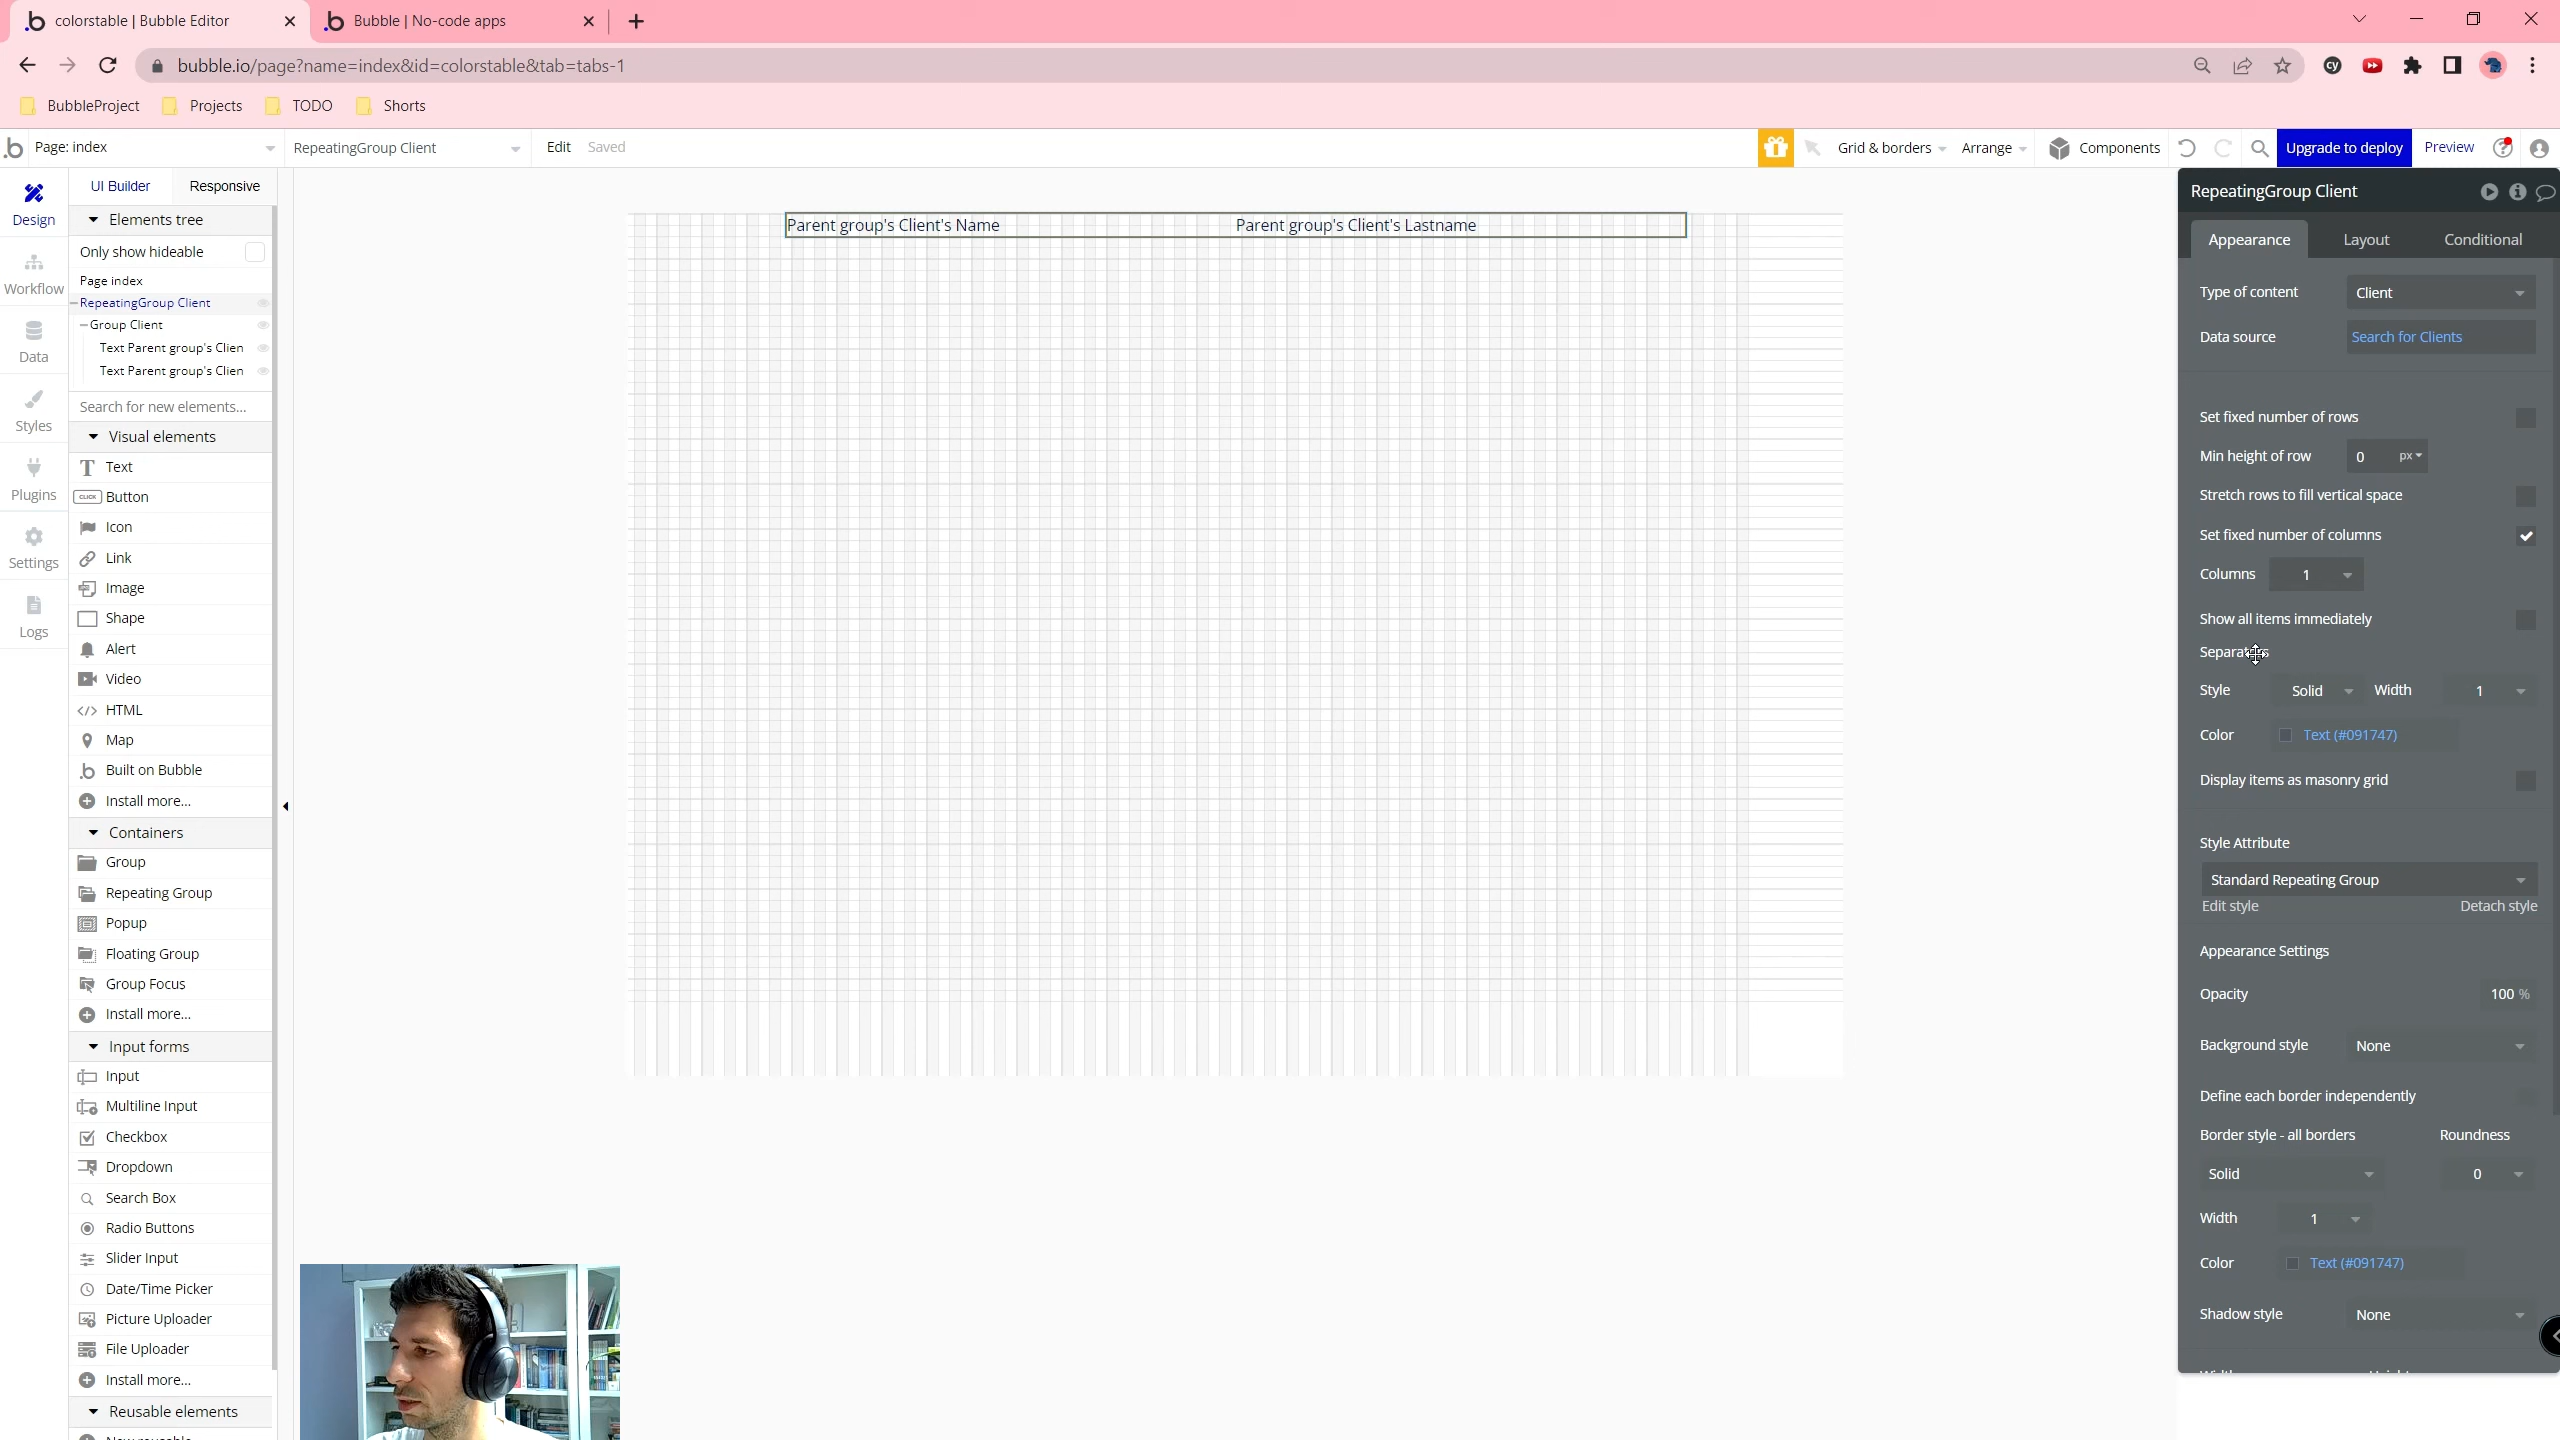 colorstable | Bubble Editor
Bubble | No-code apps
bubble.io/page?name=index&id=colorstable&tab=tabs-1
BubbleProject
Projects
TODO
Shorts
Page: index
RepeatingGroup Client
Edit
Saved
Grid & borders
Arrange
Components
Upgrade to deploy
Preview
Design
Workflow
Data
Styles
Plugins
Settings
Logs
UI Builder
Responsive
Elements tree
Only show hideable
Page index
RepeatingGroup Client
Group Client
Text Parent group's Clien
Text Parent group's Clien
Search for new elements...
Visual elements
Text
CLICK
Button
Icon
Link
Image
Shape
Alert
Video
HTML
Map
Built on Bubble
Install more...
Containers
Group
Repeating Group
Popup
Floating Group
Group Focus
Install more...
Input forms
Input
Multiline Input
Checkbox
Dropdown
Search Box
Radio Buttons
Slider Input
Date/Time Picker
Picture Uploader
File Uploader
Install more...
Reusable elements
Parent group's Client's Name
Parent group's Client's Lastname
RepeatingGroup Client
Appearance
Layout
Conditional
Type of content
Client
Data source
Search for Clients
Set fixed number of rows
Min height of row
0
px
Stretch rows to fill vertical space
Set fixed number of columns
Columns
1
Show all items immediately
Separators
Style
Solid
Width
1
Color
Text (#091747)
Display items as masonry grid
Style Attribute
Standard Repeating Group
Edit style
Detach style
Appearance Settings
Opacity
100 %
Background style
None
Define each border independently
Border style - all borders
Roundness
Solid
0
Width
1
Color
Text (#091747)
Shadow style
None